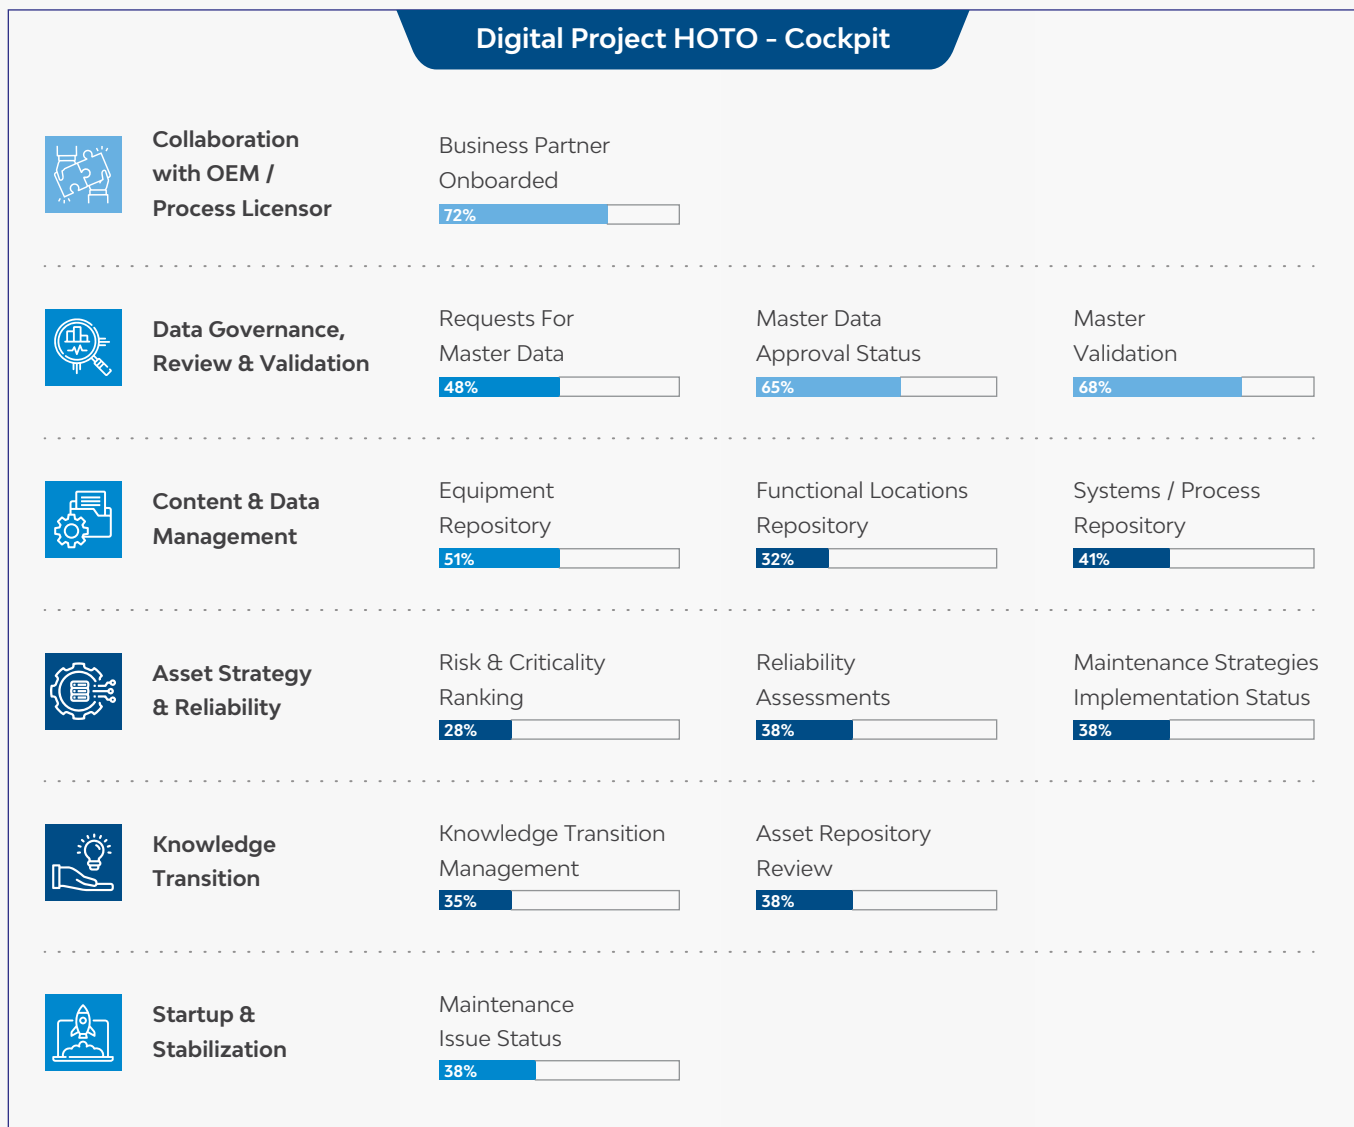 Digital Project HOTO - Cockpit
Collaboration
with OEM /
Process Licensor
Business Partner
Onboarded
72%
Data Governance,
Review & Validation
Requests For
Master Data
48%
Master Data
Approval Status
65%
Master
Validation
68%
Content & Data
Management
Equipment
Repository
51%
Functional Locations
Repository
32%
Systems / Process
Repository
41%
Asset Strategy
& Reliability
Risk & Criticality
Ranking
28%
Reliability
Assessments
38%
Maintenance Strategies
Implementation Status
38%
Knowledge
Transition
Knowledge Transition
Management
35%
Asset Repository
Review
38%
Startup &
Stabilization
Maintenance
Issue Status
38%